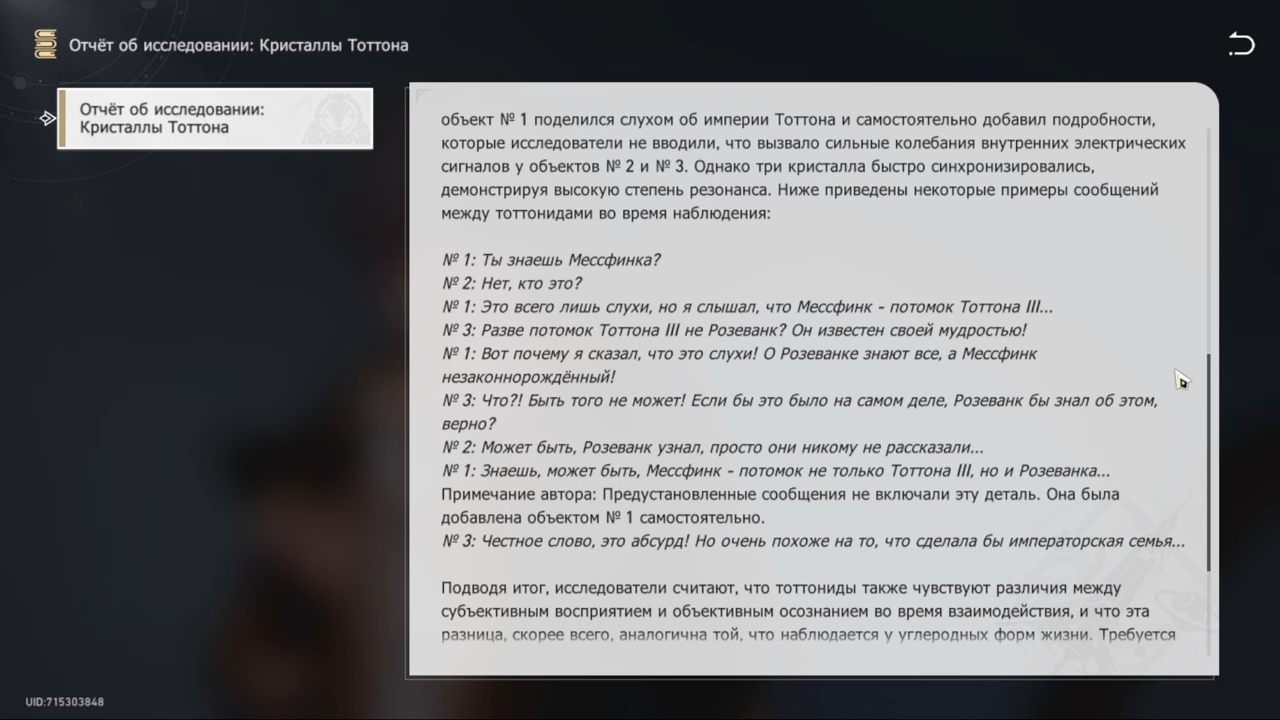 Отчёт об исследовании: Кристаллы Тоттона
Отчёт об исследовании:
Кристаллы Тоттона
объект № 1 поделился слухом об империи Тоттона и самостоятельно добавил подробности,
которые исследователи не вводили, что вызвало сильные колебания внутренних электрических
сигналов у объектов № 2 и № 3. Однако три кристалла быстро синхронизировались,
демонстрируя высокую степень резонанса. Ниже приведены некоторые примеры сообщений
между тоттонидами во время наблюдения:
№ 1: Ты знаешь Мессфинка?
№ 2: Нет, кто это?
№ 1: Это всего лишь слухи, но я слышал, что Мессфинк - потомок Тоттона III...
№ 3: Разве потомок Тоттона III не Розеванк? Он известен своей мудростью!
№ 1: Вот почему я сказал, что это слухи! О Розеванке знают все, а Мессфинк
незаконнорождённый!
№ 3: Что?! Быть того не может! Если бы это было на самом деле, Розеванк бы знал об этом,
верно?
№ 2: Может быть, Розеванк узнал, просто они никому не рассказали...
№ 1: Знаешь, может быть, Мессфинк - потомок не только Тоттона III, но и Розеванка...
Примечание автора: Предустановленные сообщения не включали эту деталь. Она была
добавлена объектом № 1 самостоятельно.
№ 3: Честное слово, это абсурд! Но очень похоже на то, что сделала бы императорская семья...
Подводя итог, исследователи считают, что тоттониды также чувствуют различия между
субъективным восприятием и объективным осознанием во время взаимодействия, и что эта
разница, скорее всего, аналогична той, что наблюдается у углеродных форм жизни. Требуется
UID:715303848